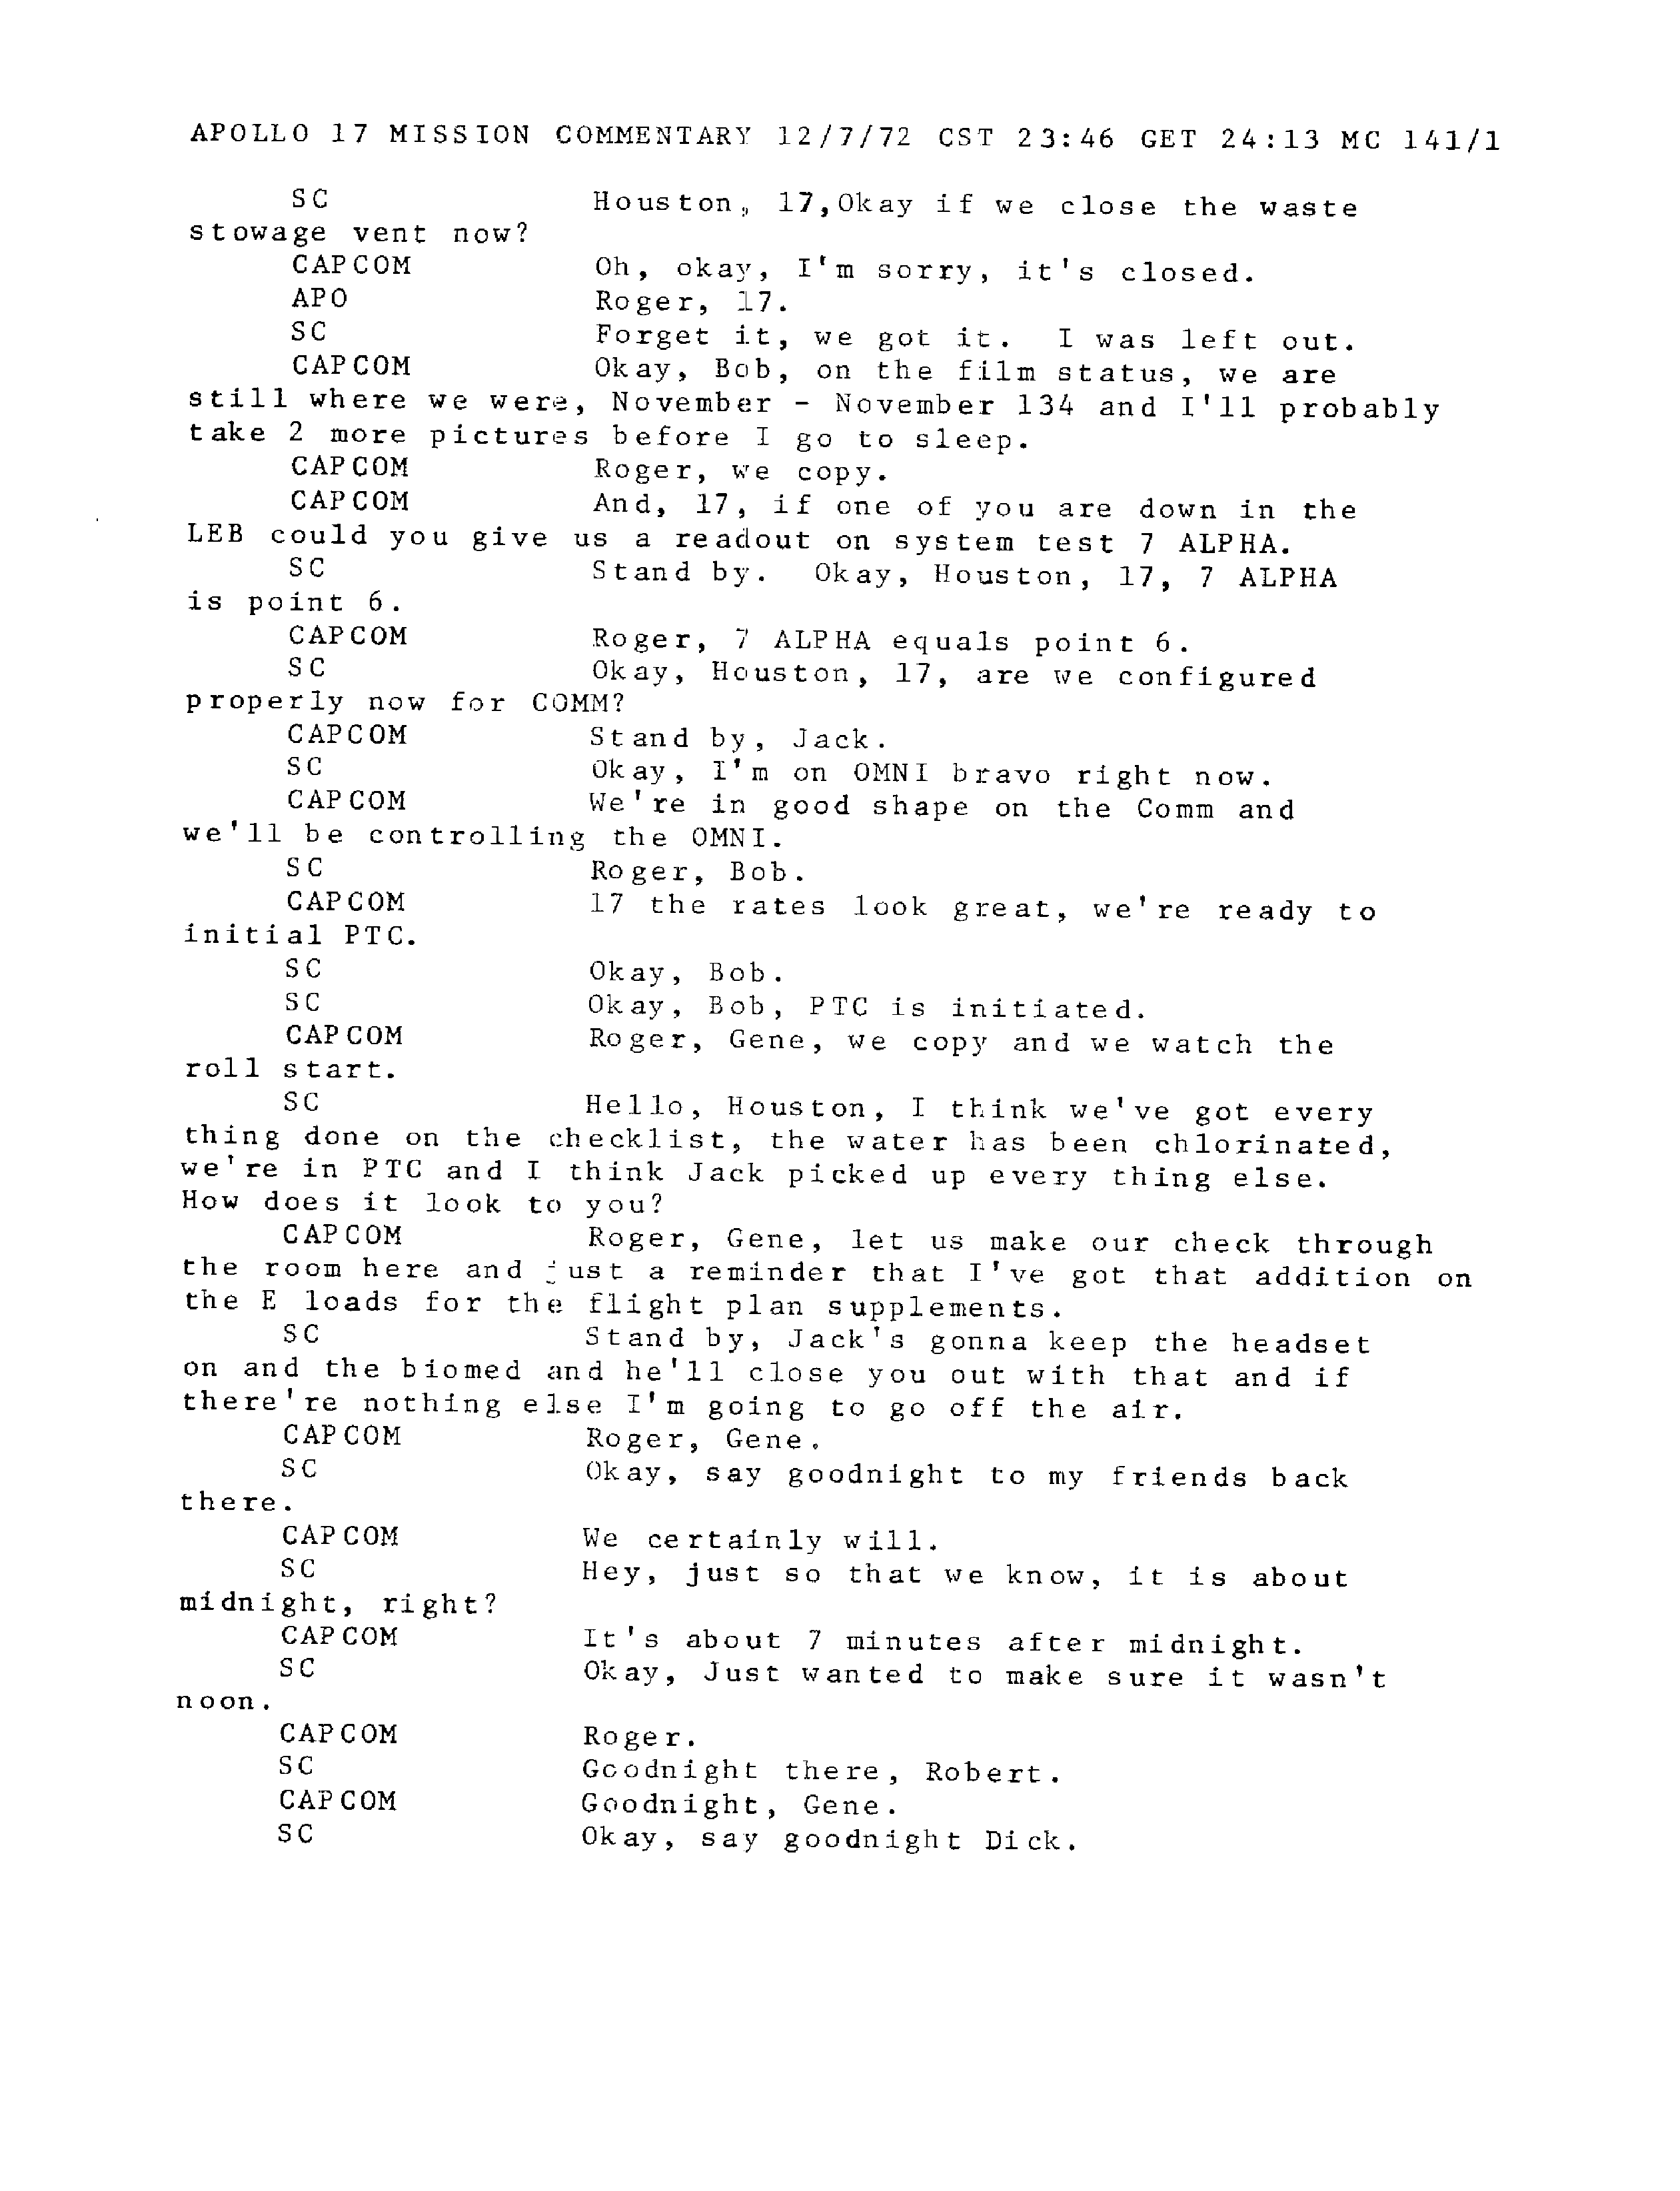 APOLLO 17 MISSION COMMENTARY 12/7/72 CST 23:46 GET 24:13 MC 141/1
SC Houston, 17,Okay if we close the waste
stowage vent now?
CAPCOM Oh, okay, I'm sorry, it's closed.
APO Roger, 17.
SC Forget it, we got it. I was left out.
CAPCOM Okay, Bob, on the film status, we are
still where we were, November - November 134 and I'll probably
take 2 more pictures before I go to sleep.
CAPCOM Roger, we copy.
CAPCOM And, 17, if one of you are down in the
LEB could you give us a readout on system test 7 ALPHA.
SC Stand by. Okay, Houston, 17, 7 ALPHA
is point 6.
CAPCOM Roger, 7 ALPHA equals point 6.
SC Okay, Houston, 17, are we configured
properly now for COMM?
CAPCOM Stand by, Jack.
SC Okay, I'm on OMNI bravo right now.
CAPCOM We're in good shape on the Comm and
we'll be controlling the OMNI.
SC Roger, Bob.
CAPCOM 17 the rates look great, we're ready to
initial PTC.
SC Okay, Bob.
SC Okay, Bob, PTC is initiated.
CAPCOM Roger, Gene, we copy and we watch the
roll start.
SC Hello, Houston, I think we've got every
thing done on the checklist, the water has been chlorinated,
we're in PTC and I think Jack picked up every thing else.
How does it look to you?
CAPCOM Roger, Gene, let us make our check through
the room here and just a reminder that I've got that addition on
the E loads for the flight plan supplements.
SC Stand by, Jack's gonna keep the headset
on and the biomed and he'll close you out with that and if
there're nothing else I'm going to go off the air.
CAPCOM Roger, Gene.
SC Okay, say goodnight to my friends back
there.
CAPCOM We certainly will.
SC Hey, just so that we know, it is about
midnight, right?
CAPCOM It's about 7 minutes after midnight.
SC Okay, Just wanted to make sure it wasn't
noon.
CAPCOM Roger.
SC Goodnight there, Robert.
CAPCOM Goodnight, Gene.
SC Okay, say goodnight Dick.